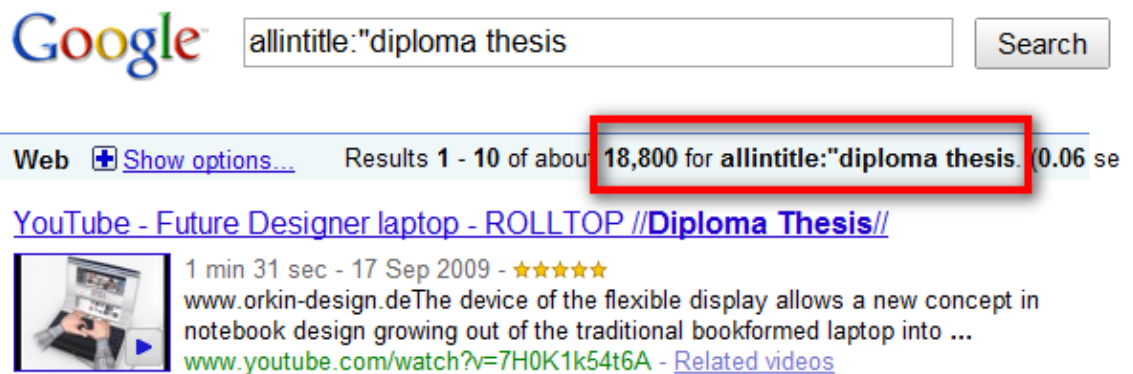 Google allintitle:"diploma thesis Search
Web Show options... Results 1 - 10 of about 18,800 for allintitle:"diploma thesis. (0.06 se
YouTube - Future Designer laptop - ROLLTOP //Diploma Thesis//
1 min 31 sec - 17 Sep 2009 -
www.orkin-design.deThe device of the flexible display allows a new concept in
notebook design growing out of the traditional bookformed laptop into ...
www.youtube.com/watch?v=7H0K1k54t6A - Related videos